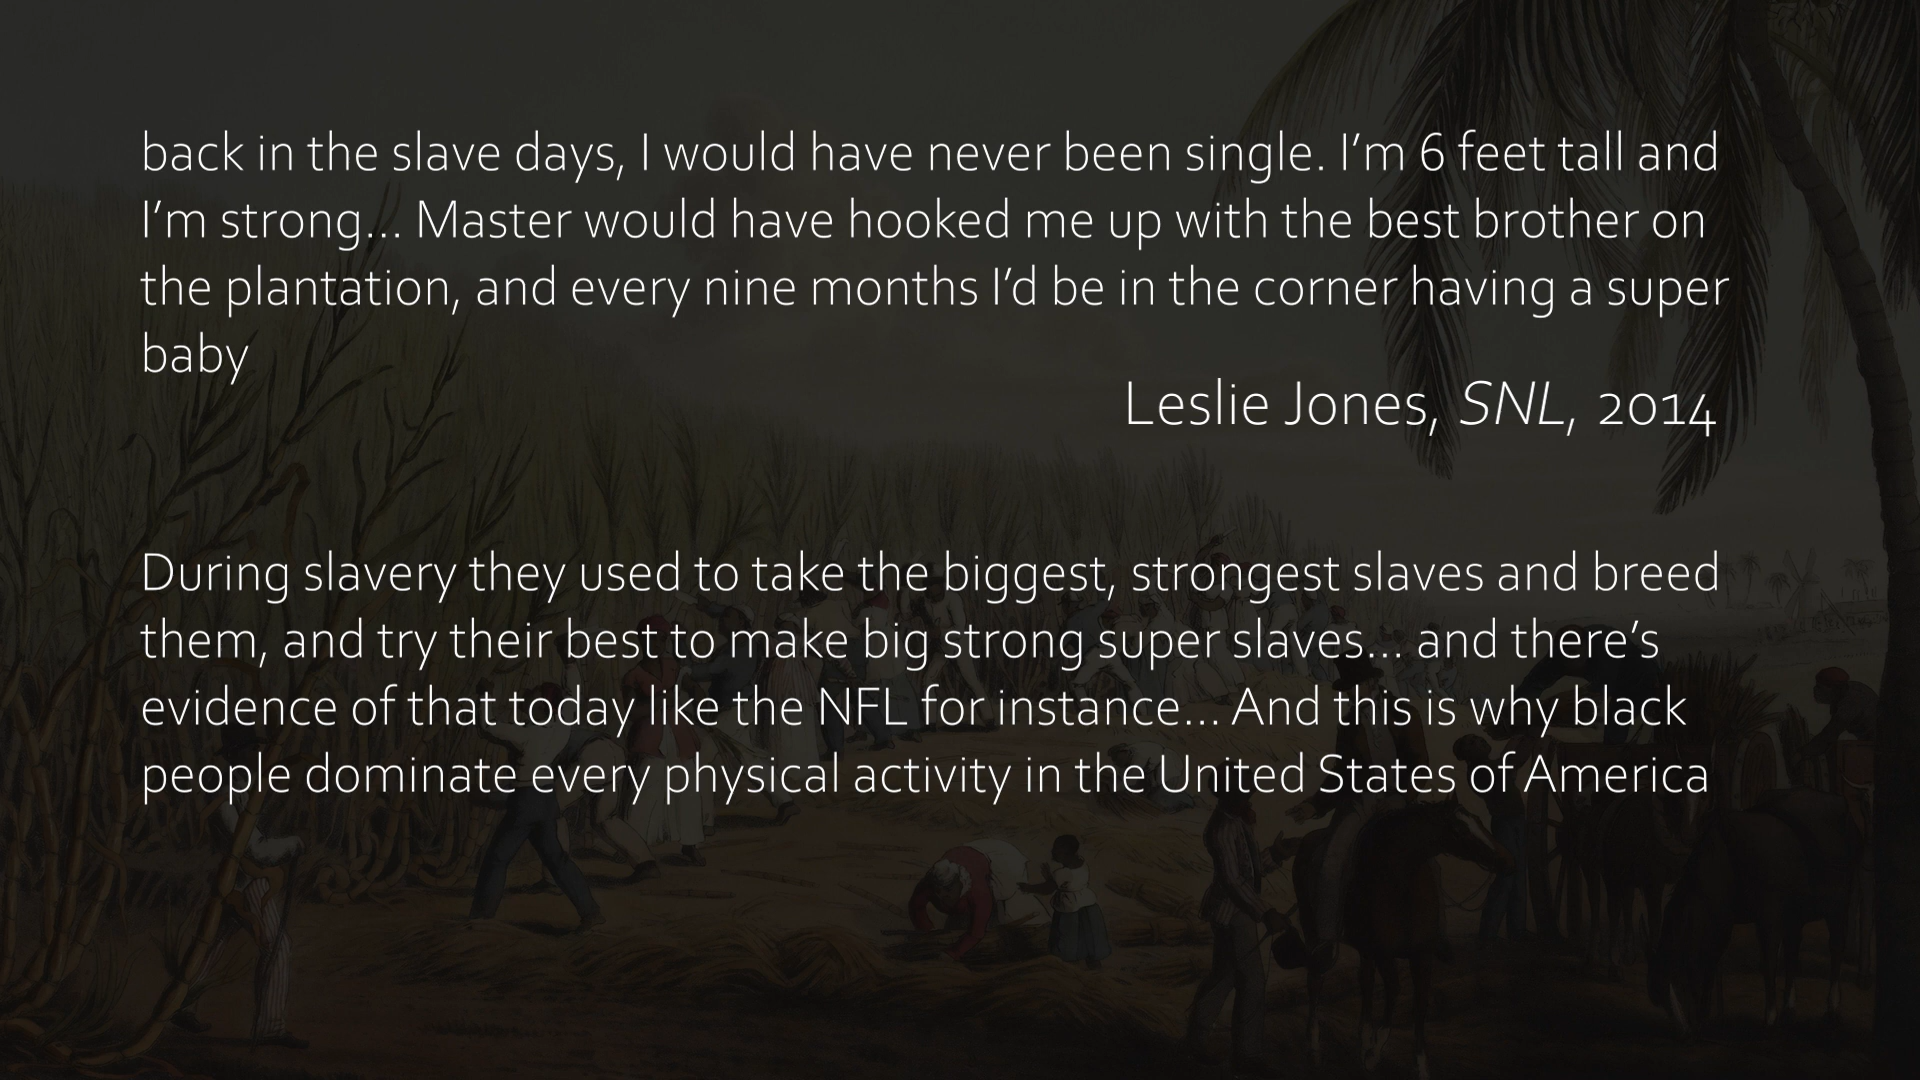 back in the slave days, I would have never been single. I’m 6 feet tall and
I’m strong… Master would have hooked me up with the best brother on
the plantation, and every nine months I’d be in the corner having a super
baby
Leslie Jones, SNL, 2014
During slavery they used to take the biggest, strongest slaves and breed
them, and try their best to make big strong super slaves… and there’s
evidence of that today like the NFL for instance… And this is why black
people dominate every physical activity in the United States of America